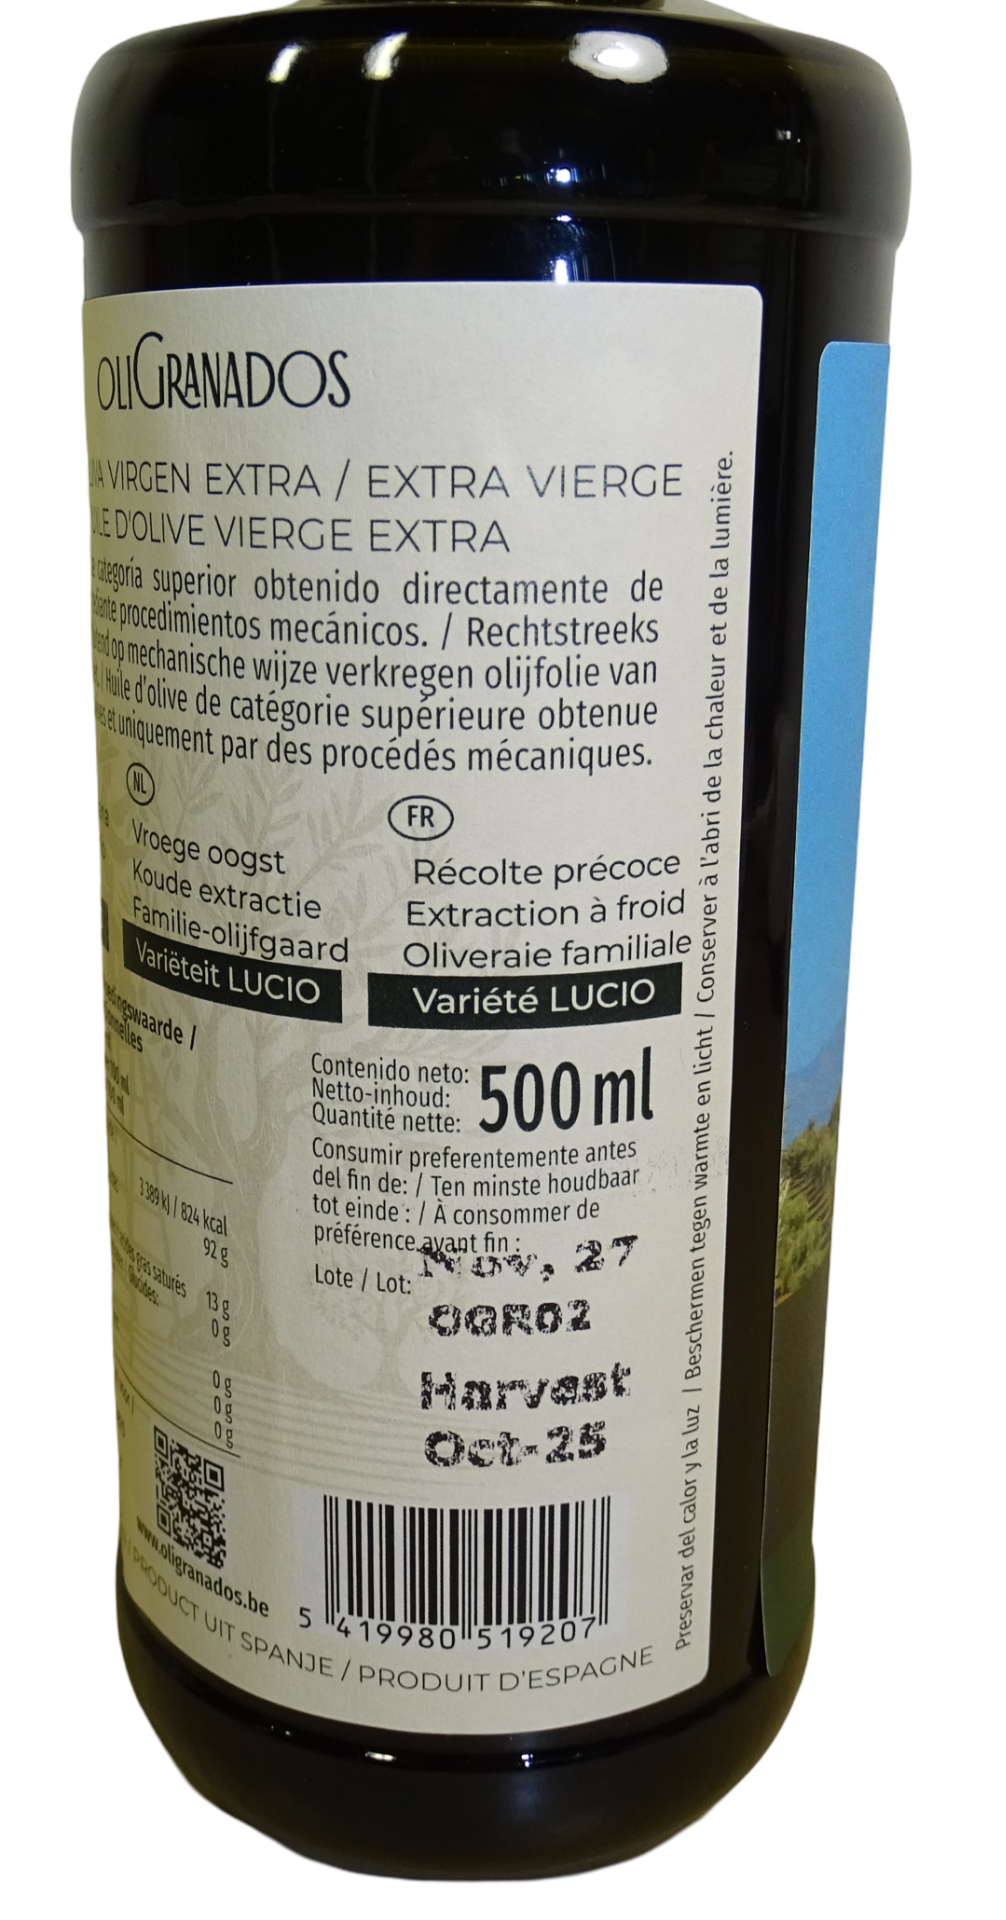 OLIGRANADOS
VIRGEN EXTRA / EXTRA VIERGE
D'OLIVE VIERGE EXTRA
categoría superior obtenido directamente de
procedimientos mecánicos. / Rechtstreeks
op mechanische wijze verkregen olijfolie van
/ Huile d'olive de catégorie supérieure obtenue
et uniquement par des procédés mécaniques.
NL
Vroege oogst
Koude extractie
Familie-olijfgaard
Variëteit LUCIO
FR
Récolte précoce
Extraction à froid
Oliveraie familiale
Variété LUCIO
3389 kJ / 824 kcal
92 g
gras saturés 13 g
0 g
0 g
0 g
0 g
Contenido neto:
Netto-inhoud:
Quantité nette:
500 ml
Consumir preferentemente antes
del fin de: / Ten minste houdbaar
tot einde : / À consommer de
préférence avant fin :
Nov, 27
Lote / Lot:
OGR02
Harvest
Oct-25
www.oligranados.be
5 419980 519207
PRODUCT UIT SPANJE / PRODUIT D'ESPAGNE
Preservar del calor y la luz / Beschermen tegen warmte en licht / Conserver à l'abri de la chaleur et de la lumière.